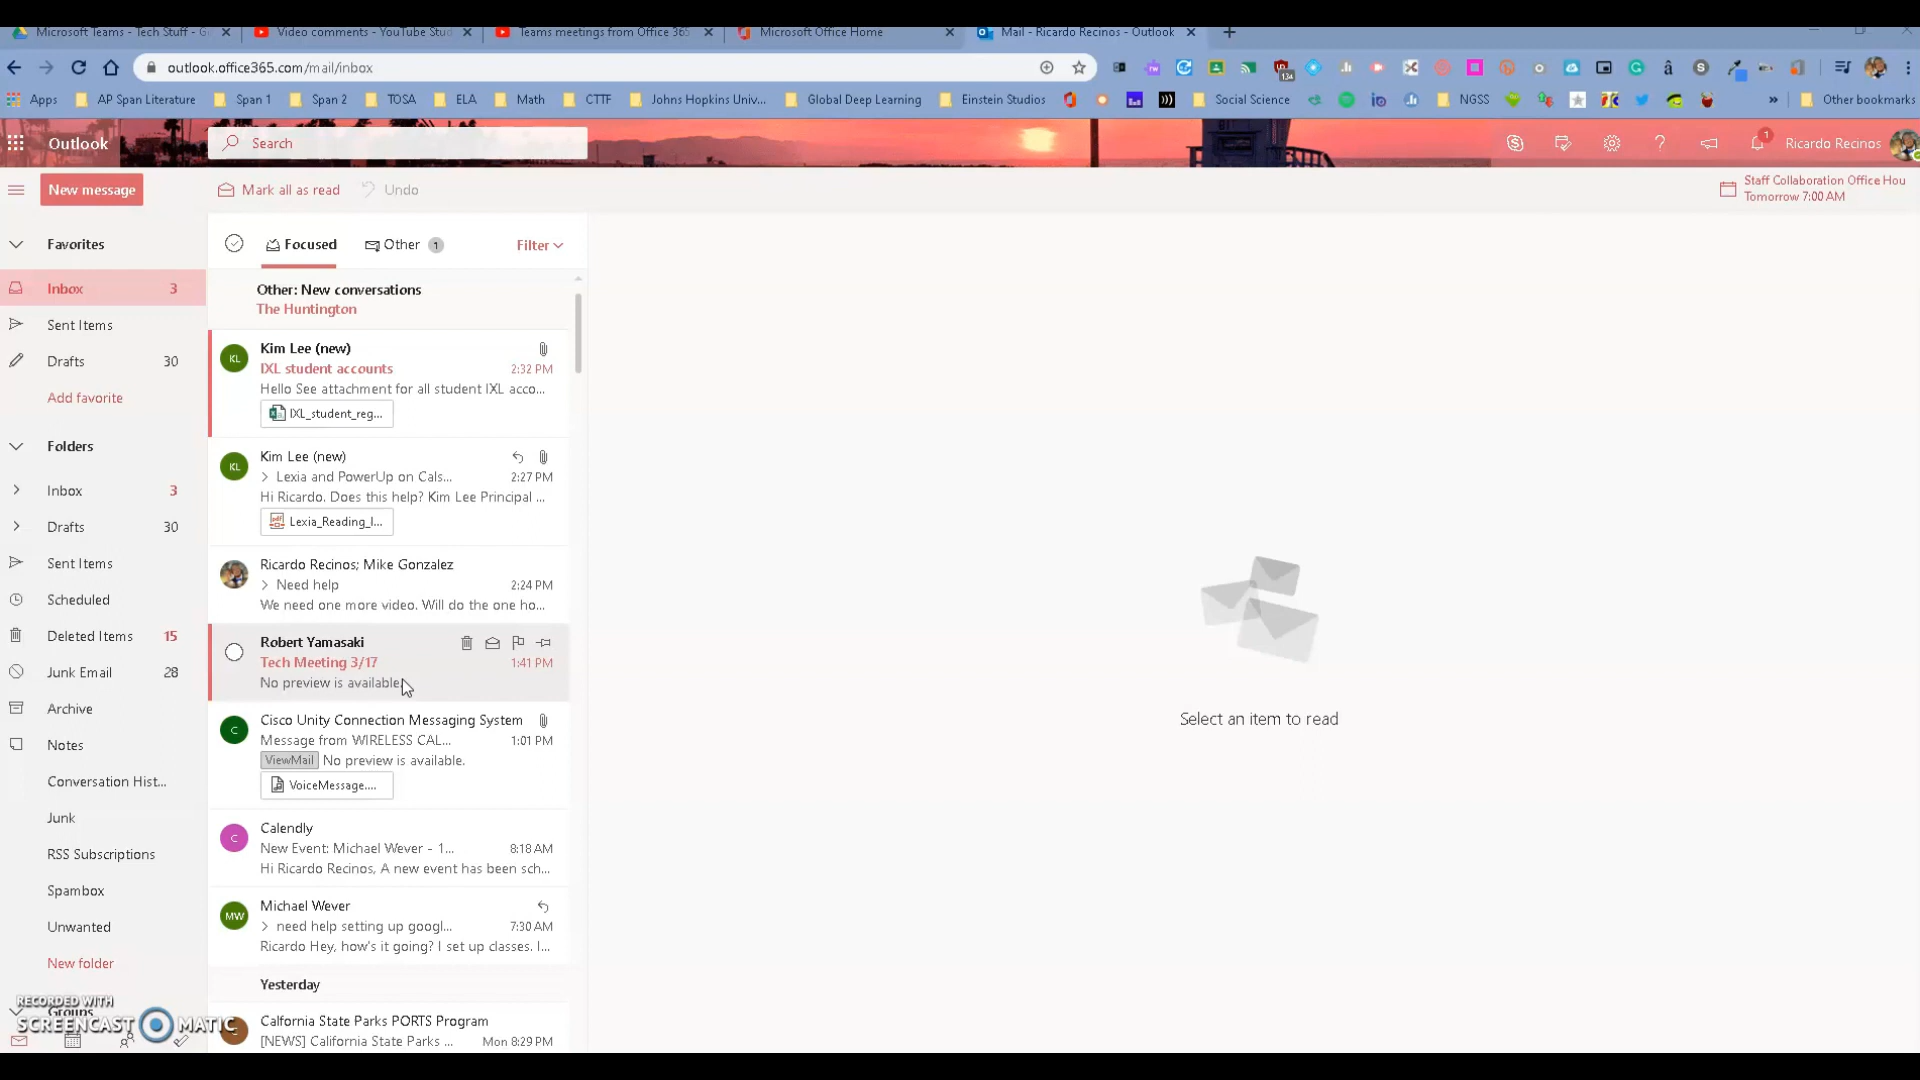 Microsoft Teams - Tech Stuff - G
Video comments - YouTube Stud
Teams meetings from Office 365
Microsoft Office Home
Mail - Ricardo Recinos - Outlook
outlook.office365.com/mail/inbox
134
Apps
AP Span Literature
Span 1
Span 2
TOSA
ELA
Math
CTTF
Johns Hopkins Univ...
Global Deep Learning
Einstein Studios
Social Science
NGSS
Other bookmarks
Outlook
Search
1
Ricardo Recinos
New message
Mark all as read
Undo
Staff Collaboration Office Hou
Tomorrow 7:00 AM
Favorites
Inbox 3
Sent Items
Drafts 30
Add favorite
Folders
Inbox 3
Drafts 30
Sent Items
Scheduled
Deleted Items 15
Junk Email 28
Archive
Notes
Conversation Hist...
Junk
RSS Subscriptions
Spambox
Unwanted
New folder
Groups
RECORDED WITH
SCREENCAST MATIC
Focused
Other 1
Filter
Other: New conversations
The Huntington
KL
Kim Lee (new)
IXL student accounts 2:32 PM
Hello See attachment for all student IXL acco...
IXL_student_reg...
KL
Kim Lee (new)
> Lexia and PowerUp on Cals... 2:27 PM
Hi Ricardo. Does this help? Kim Lee Principal ...
Lexia_Reading_I...
Ricardo Recinos; Mike Gonzalez
> Need help 2:24 PM
We need one more video. Will do the one ho...
Robert Yamasaki
Tech Meeting 3/17 1:41 PM
No preview is available.
C
Cisco Unity Connection Messaging System
Message from WIRELESS CAL... 1:01 PM
ViewMail No preview is available.
VoiceMessage....
C
Calendly
New Event: Michael Wever - 1... 8:18 AM
Hi Ricardo Recinos, A new event has been sch...
MW
Michael Wever
> need help setting up googl... 7:30 AM
Ricardo Hey, how's it going? I set up classes. I...
Yesterday
C
Calfornia State Parks PORTS Program
[NEWS] California State Parks ... Mon 8:29 PM
Select an item to read